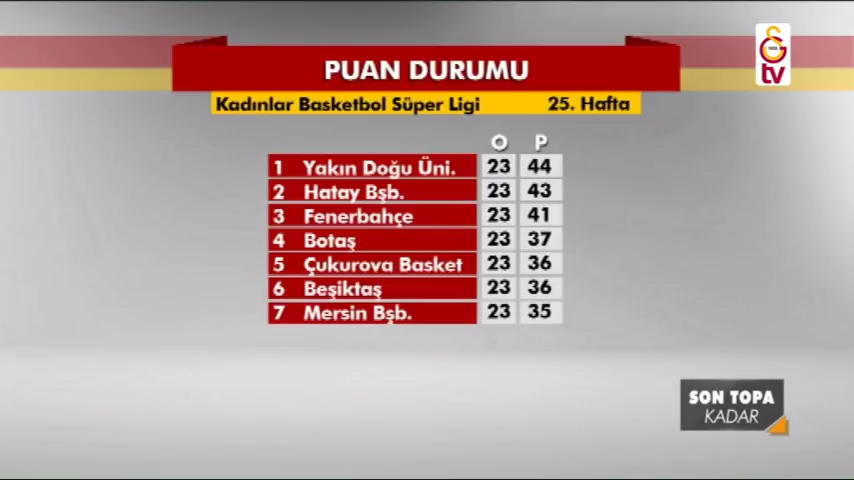 tv
PUAN DURUMU
Kadınlar Basketbol Süper Ligi 25. Hafta
O P
1 Yakın Doğu Üni. 23 44
2 Hatay Bşb. 23 43
3 Fenerbahçe 23 41
4 Botaş 23 37
5 Çukurova Basket 23 36
6 Beşiktaş 23 36
7 Mersin Bşb. 23 35
SON TOPA
KADAR